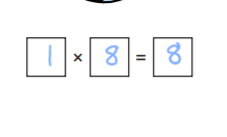 1 × 8 = 8